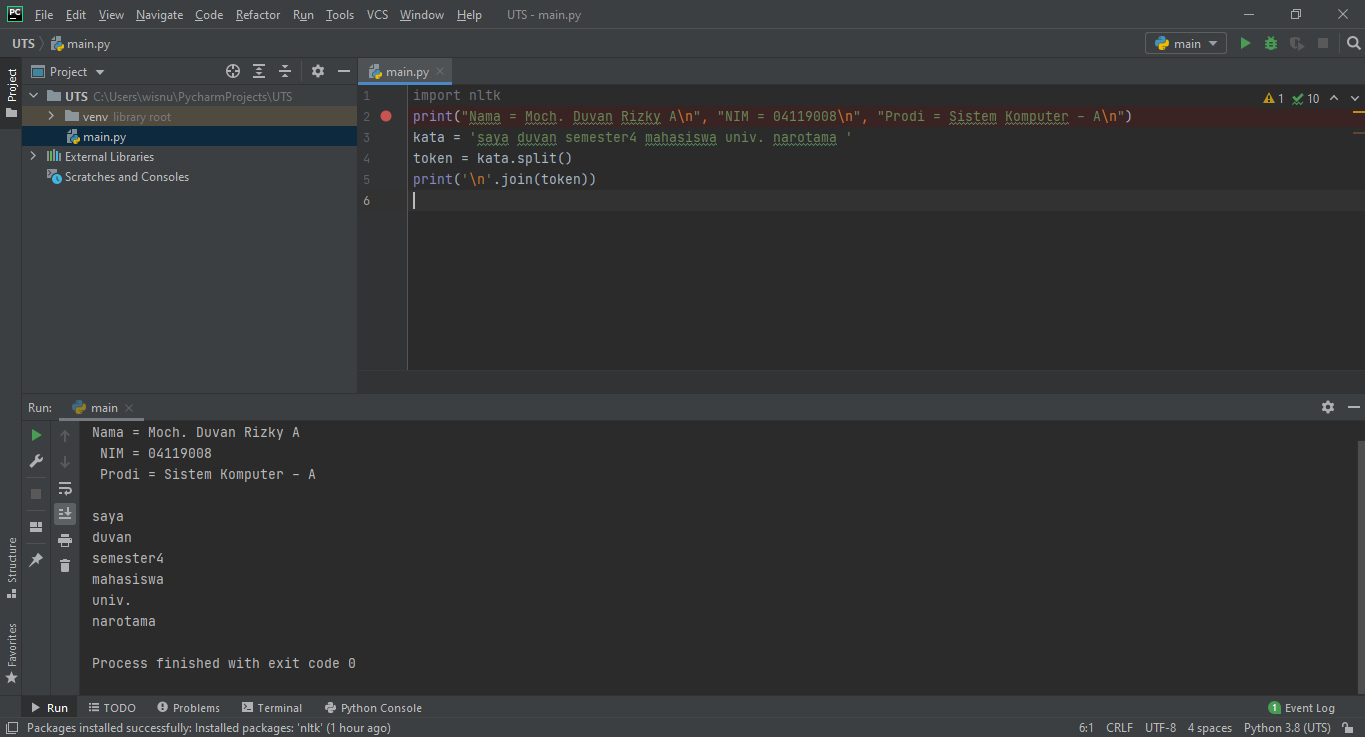 PC File Edit View Navigate Code Refactor Run Tools VCS Window Help UTS - main.py
UTS main.py main
Project
Project
main.py
UTS C:\Users\wisnu\PycharmProjects\UTS
venv library root
main.py
External Libraries
Scratches and Consoles
1 import nltk
2 print("Nama = Moch. Duvan Rizky A\n", "NIM = 04119008\n", "Prodi = Sistem Komputer - A\n")
3 kata = 'saya duvan semester4 mahasiswa univ. narotama '
4 token = kata.split()
5 print('\n'.join(token))
6
1 10
Run: main
Nama = Moch. Duvan Rizky A
NIM = 04119008
Prodi = Sistem Komputer - A
saya
duvan
semester4
mahasiswa
univ.
narotama
Process finished with exit code 0
Structure
Favorites
Run TODO Problems Terminal Python Console 1 Event Log
Packages installed successfully: Installed packages: 'nltk' (1 hour ago) 6:1 CRLF UTF-8 4 spaces Python 3.8 (UTS)